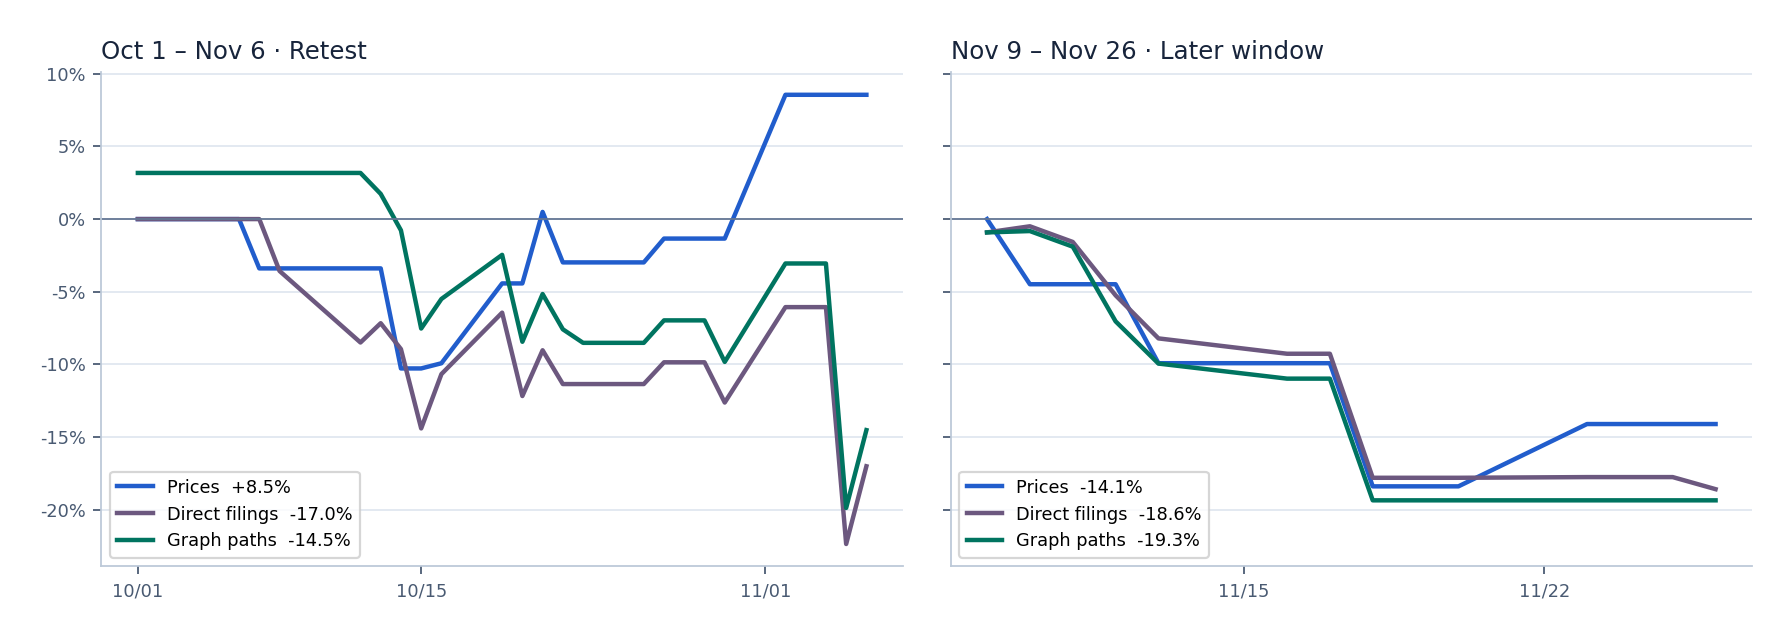 Oct 1 – Nov 6 · Retest
10%
5%
0%
-5%
-10%
-15%
-20%
Prices +8.5%
Direct filings -17.0%
Graph paths -14.5%
10/01
10/15
11/01
Nov 9 – Nov 26 · Later window
Prices -14.1%
Direct filings -18.6%
Graph paths -19.3%
11/15
11/22